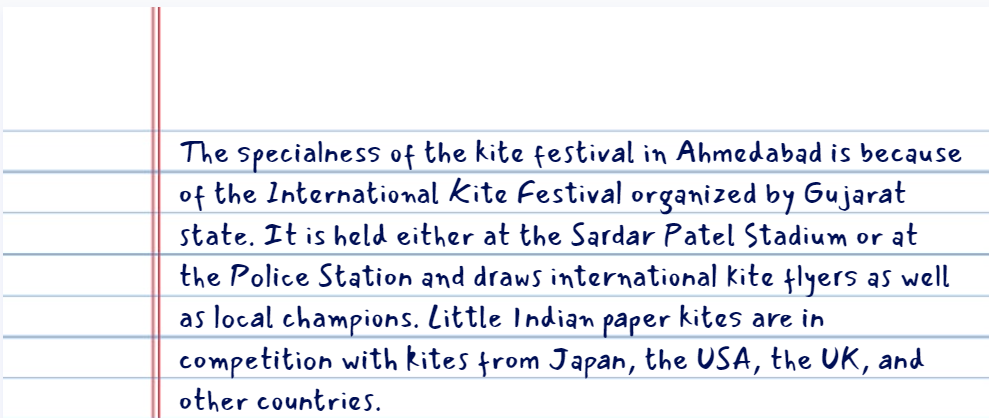 The specialness of the kite festival in Ahmedabad is because
of the International Kite Festival organized by Gujarat
state. It is held either at the Sardar Patel Stadium or at
the Police Station and draws international kite flyers as well
as local champions. Little Indian paper kites are in
competition with kites from Japan, the USA, the UK, and
other countries.